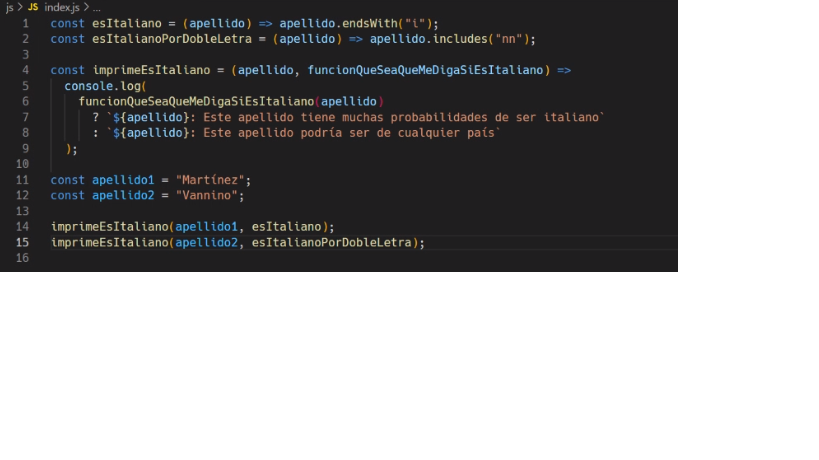 js > JS index.js > ...
1 const esItaliano = (apellido) => apellido.endsWith("i");
2 const esItalianoPorDobleLetra = (apellido) => apellido.includes("nn");
3
4 const imprimeEsItaliano = (apellido, funcionQueSeaQueMeDigaSiEsItaliano) =>
5   console.log(
6     funcionQueSeaQueMeDigaSiEsItaliano(apellido)
7       ? `${apellido}: Este apellido tiene muchas probabilidades de ser italiano`
8       : `${apellido}: Este apellido podría ser de cualquier país`
9   );
10
11 const apellido1 = "Martínez";
12 const apellido2 = "Vannino";
13
14 imprimeEsItaliano(apellido1, esItaliano);
15 imprimeEsItaliano(apellido2, esItalianoPorDobleLetra);
16